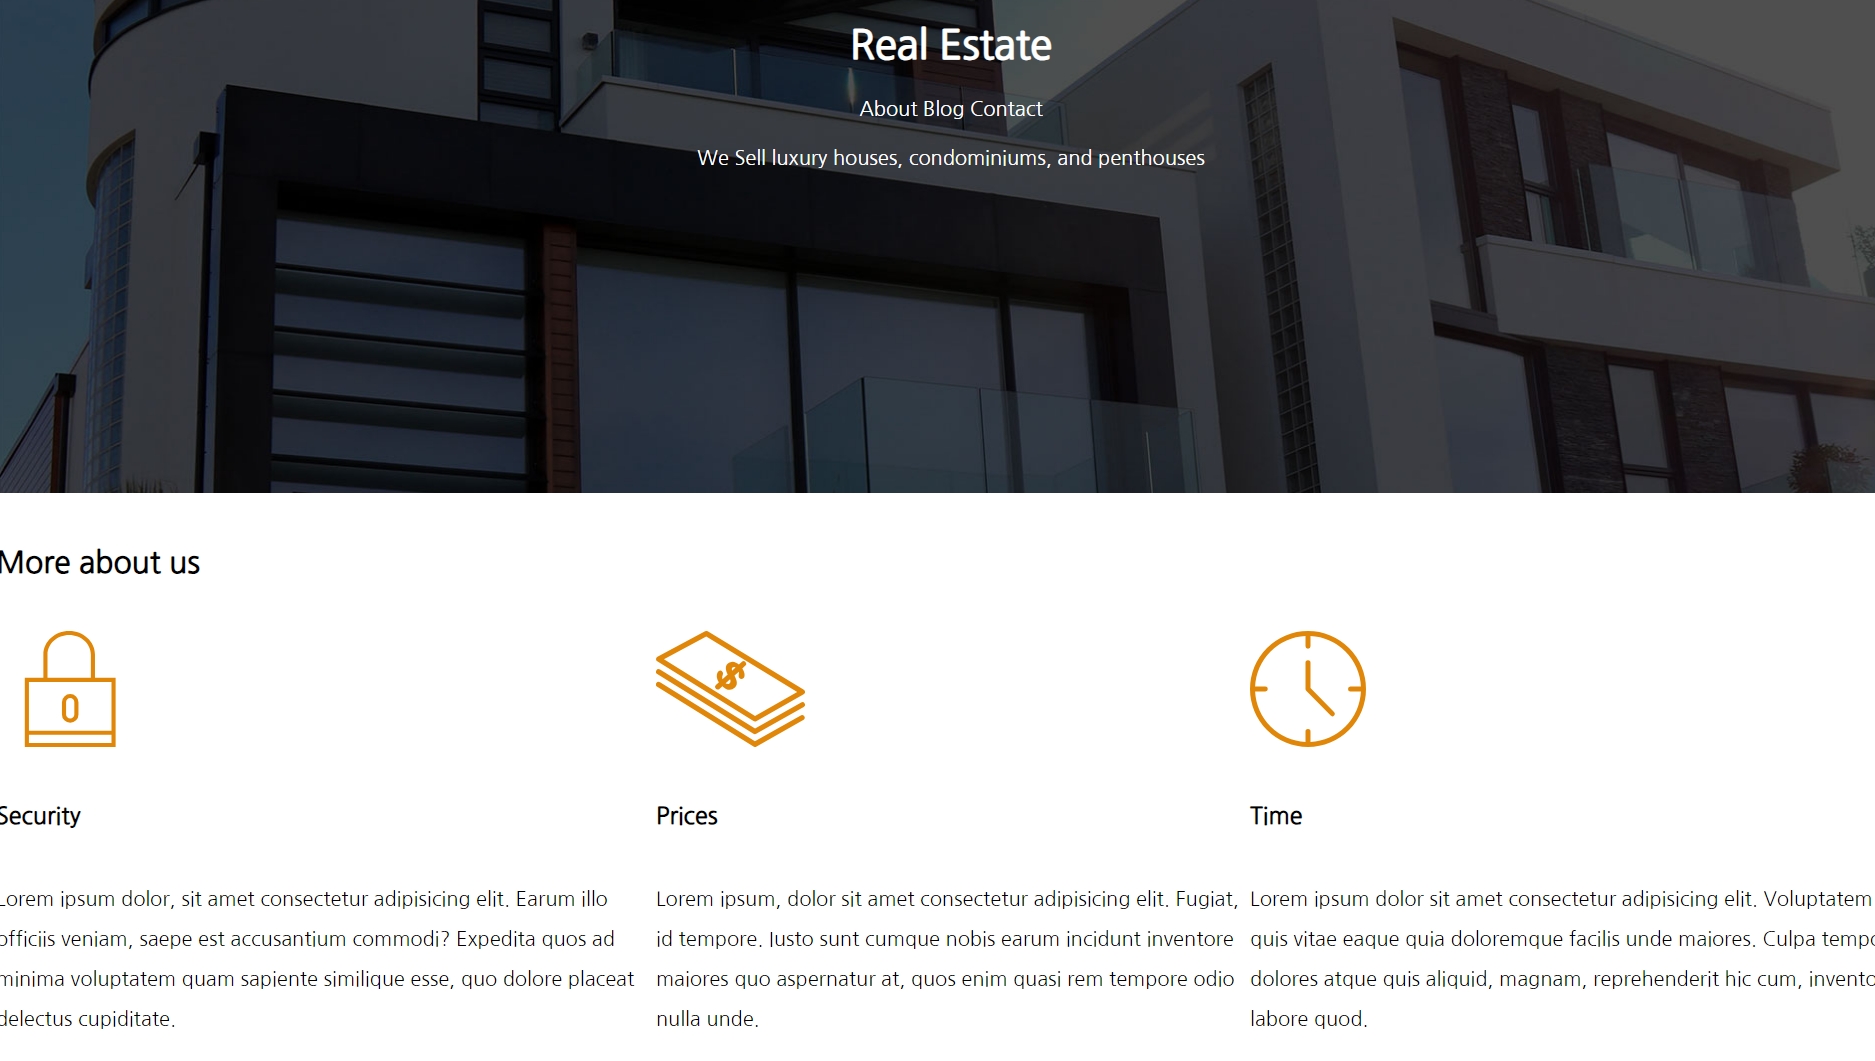 Real Estate
About Blog Contact
We Sell luxury houses, condominiums, and penthouses
More about us
Security
Lorem ipsum dolor, sit amet consectetur adipisicing elit. Earum illo
officiis veniam, saepe est accusantium commodi? Expedita quos ad
minima voluptatem quam sapiente similique esse, quo dolore placeat
delectus cupiditate.
Prices
Lorem ipsum, dolor sit amet consectetur adipisicing elit. Fugiat,
id tempore. Iusto sunt cumque nobis earum incidunt inventore
maiores quo aspernatur at, quos enim quasi rem tempore odio
nulla unde.
Time
Lorem ipsum dolor sit amet consectetur adipisicing elit. Voluptatem
quis vitae eaque quia doloremque facilis unde maiores. Culpa tempo
dolores atque quis aliquid, magnam, reprehenderit hic cum, invento
labore quod.